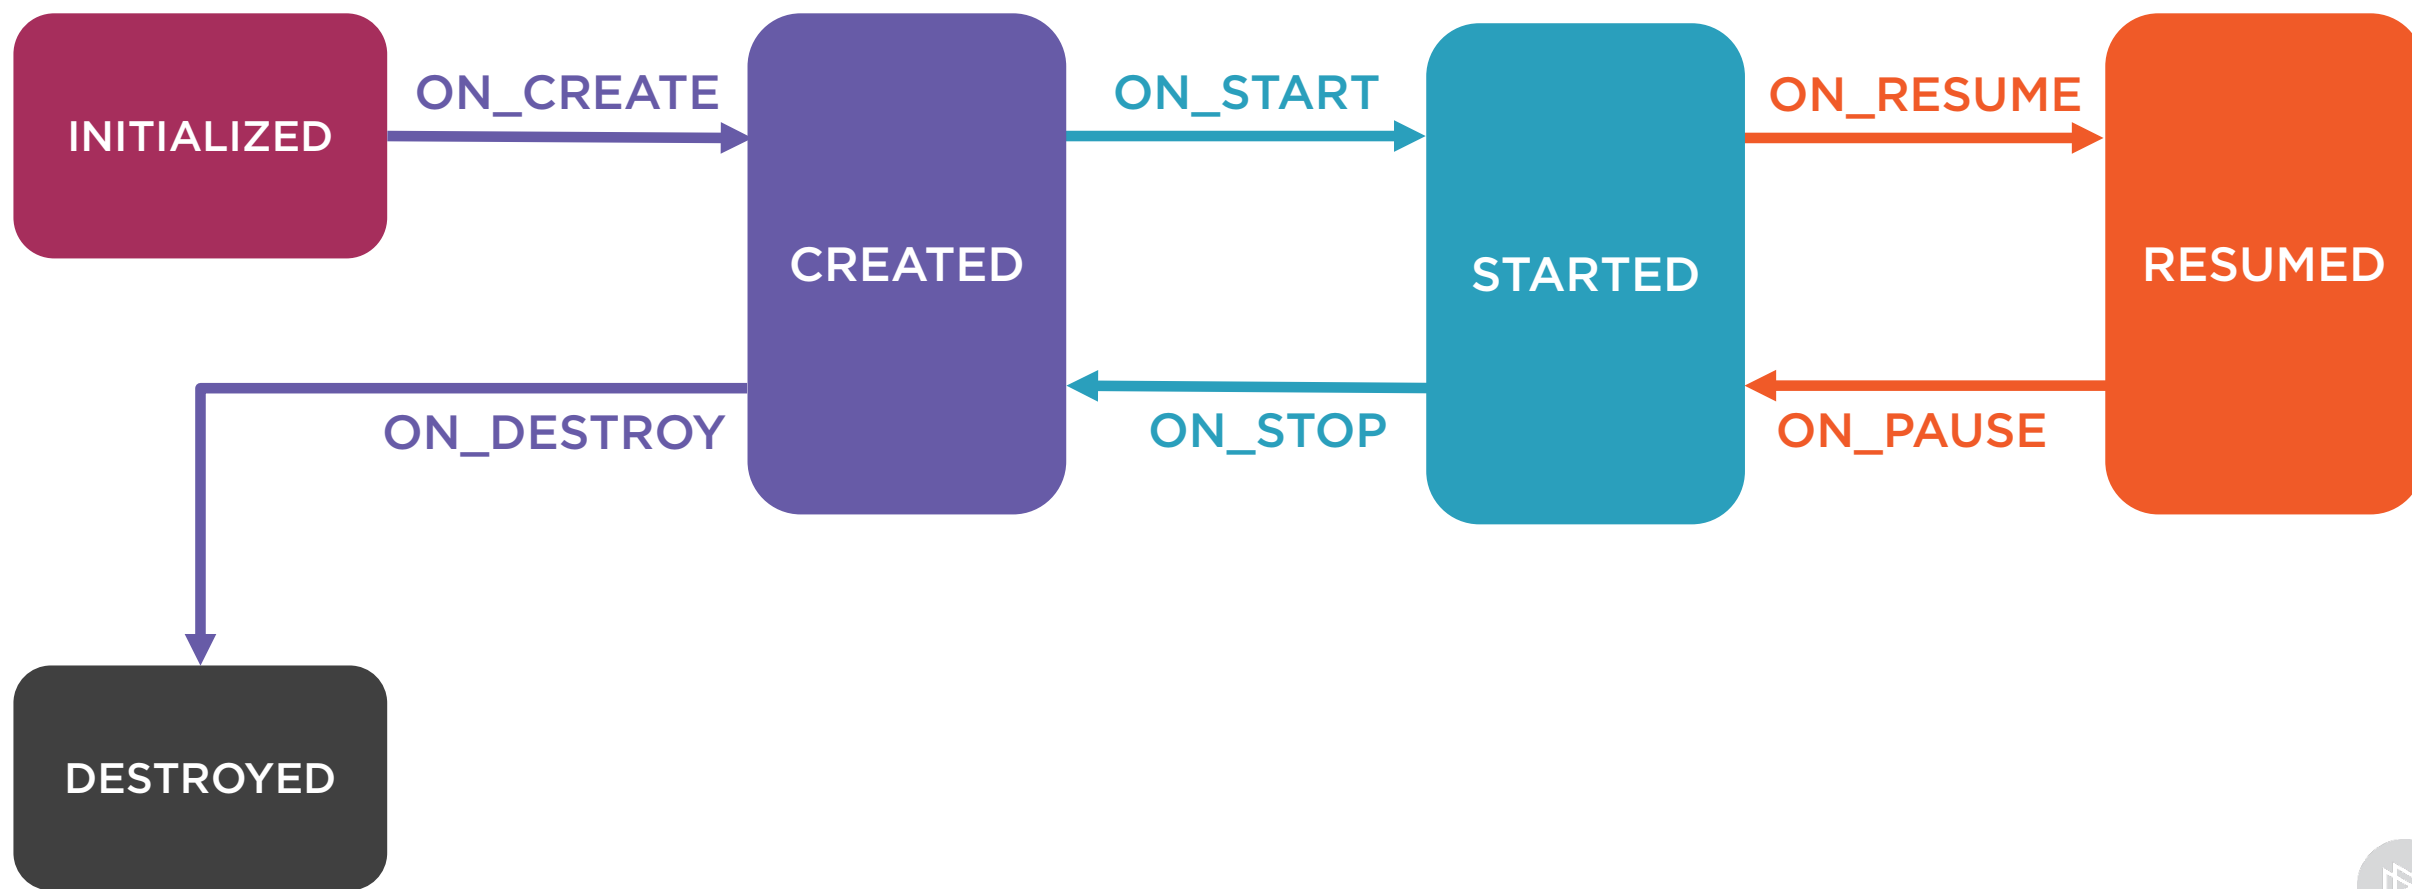 INITIALIZED
ON_CREATE
CREATED
ON_START
STARTED
ON_RESUME
RESUMED
ON_DESTROY
ON_STOP
ON_PAUSE
DESTROYED